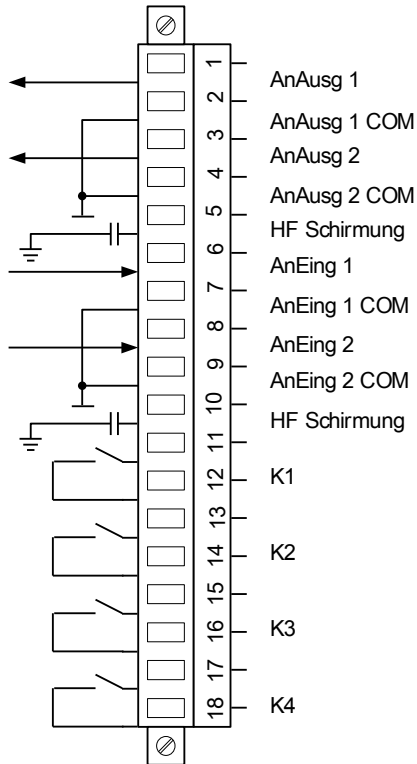 1
AnAusg 1
2
AnAusg 1 COM
3
AnAusg 2
4
AnAusg 2 COM
5
HF Schirmung
6
AnEing 1
7
AnEing 1 COM
8
AnEing 2
9
AnEing 2 COM
10
HF Schirmung
11
12
K1
13
14
K2
15
16
K3
17
18
K4